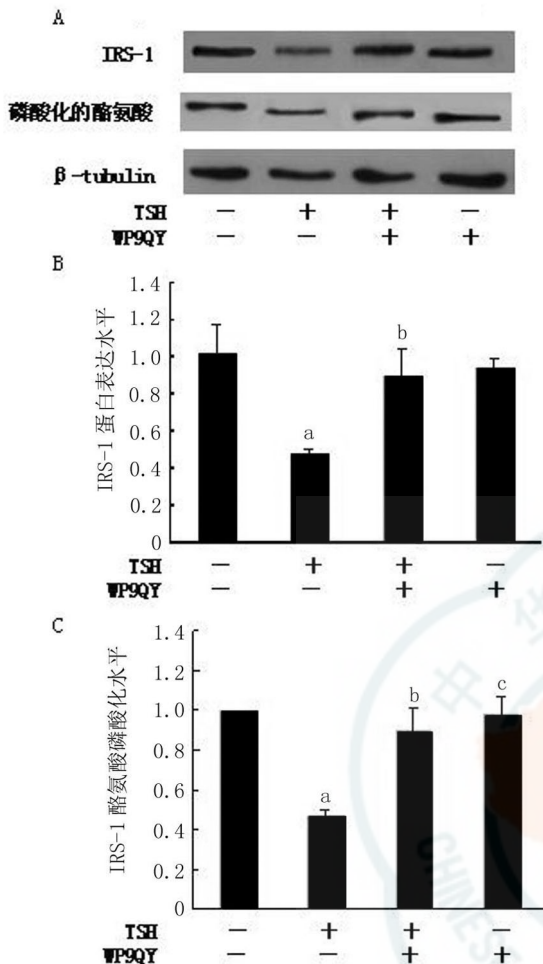 A
IRS-1
磷酸化的酪氨酸
β-tubulin
TSH − + + −
WP9QY − − + +
B
IRS-1 蛋白表达水平
1.4
1.2
1.0
0.8
0.6
0.4
0.2
0
a
b
TSH − + + −
WP9QY − − + +
C
IRS-1 酪氨酸磷酸化水平
1.4
1.2
1.0
0.8
0.6
0.4
0.2
0
a
b
c
TSH − + + −
WP9QY − − + +
中 华
CHINESE